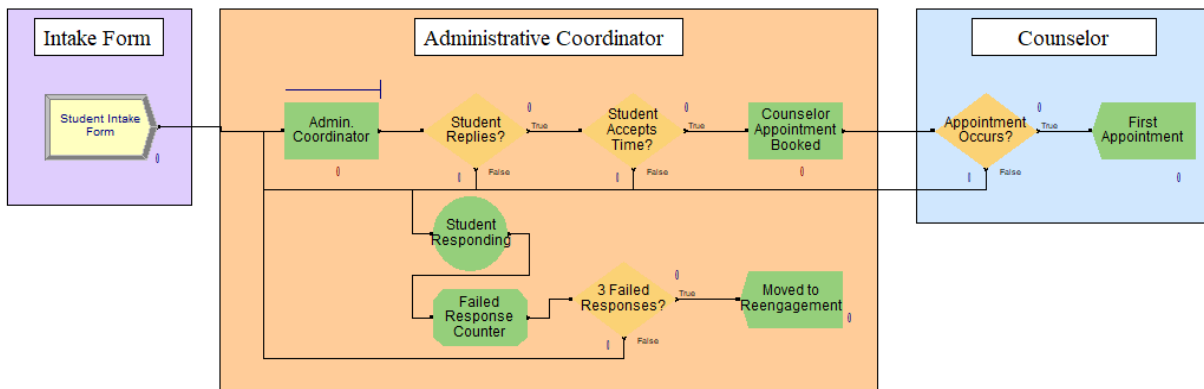 Intake Form
Administrative Coordinator
Counselor
Student Intake
Form
0
Admin.
Coordinator
0
Student
Replies?
0
True
0
False
Student
Accepts
Time?
0
True
0
False
Counselor
Appointment
Booked
0
Appointment
Occurs?
0
True
0
False
First
Appointment
0
Student
Responding
Failed
Response
Counter
3 Failed
Responses?
0
True
0
False
Moved to
Reengagement
0